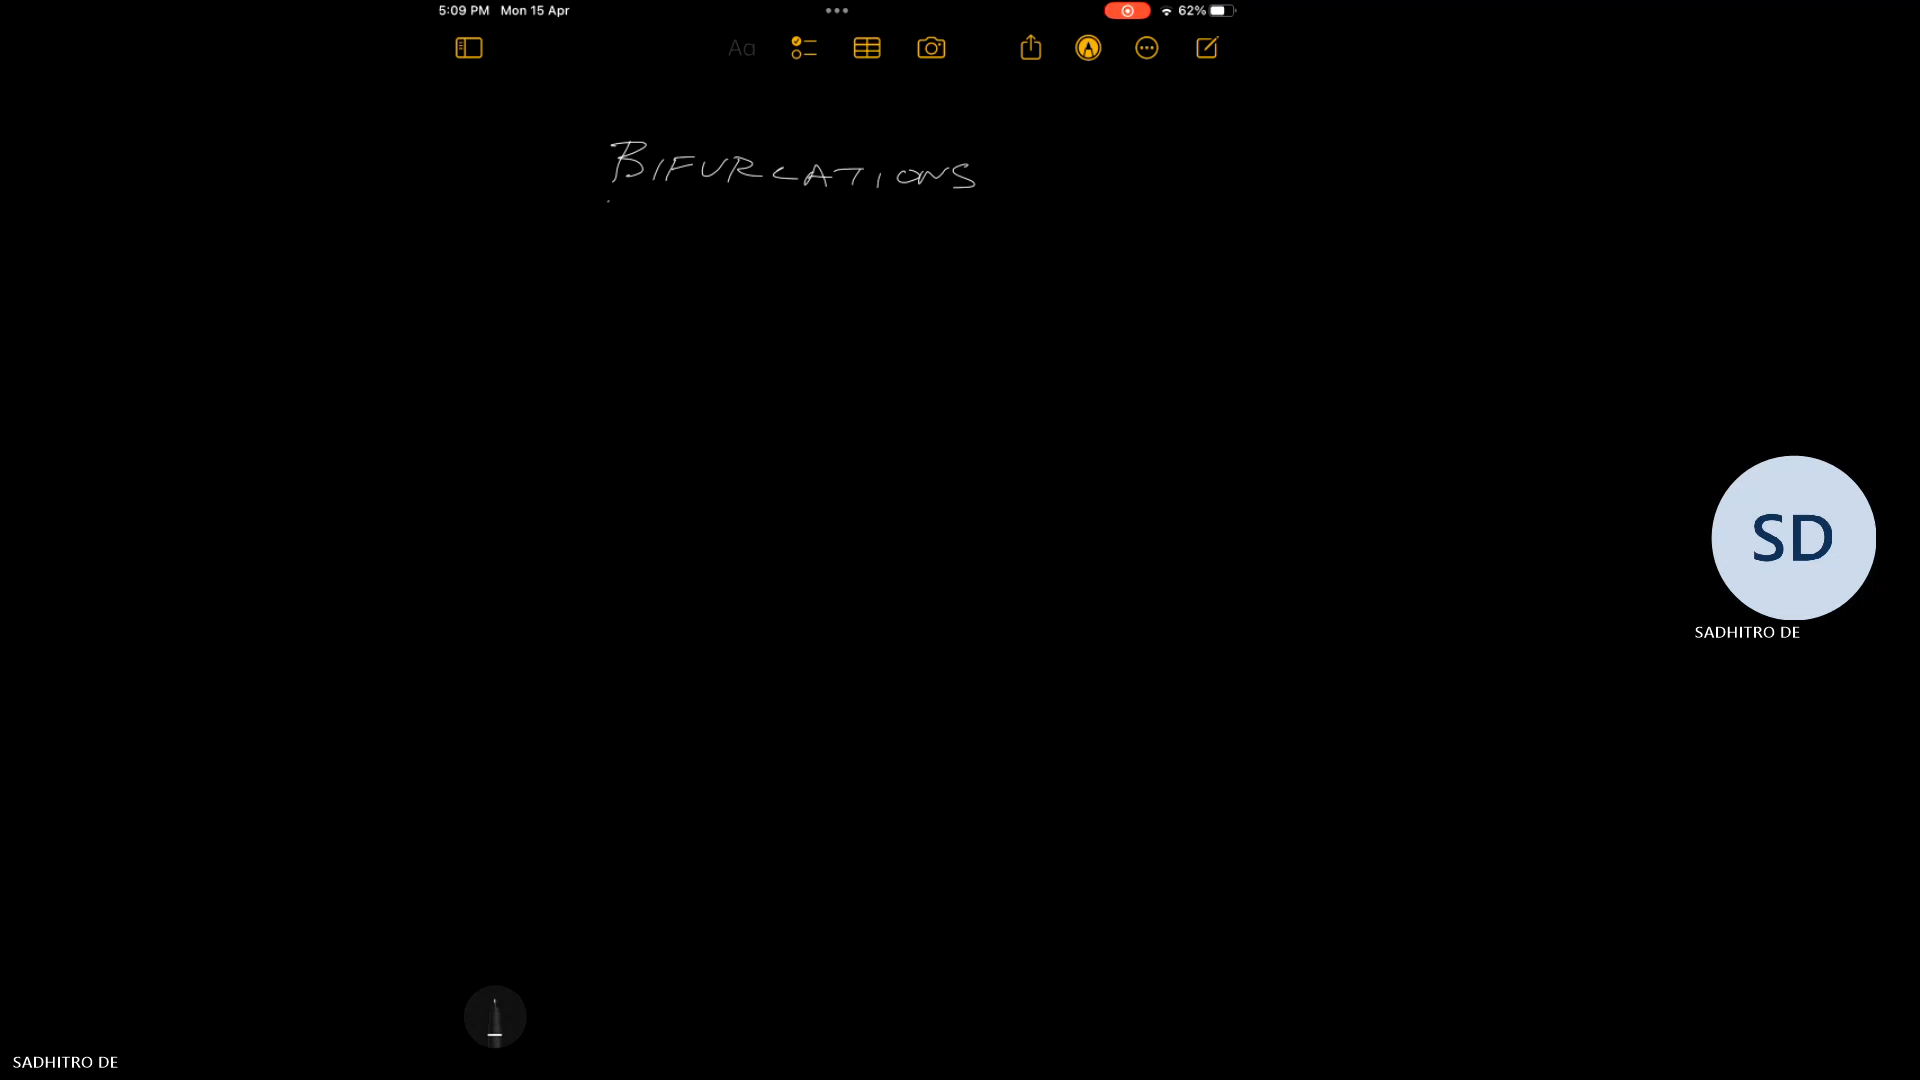 5:09 PM Mon 15 Apr
62%
Aa
BIFURCATIONS
SD
SADHITRO DE
SADHITRO DE